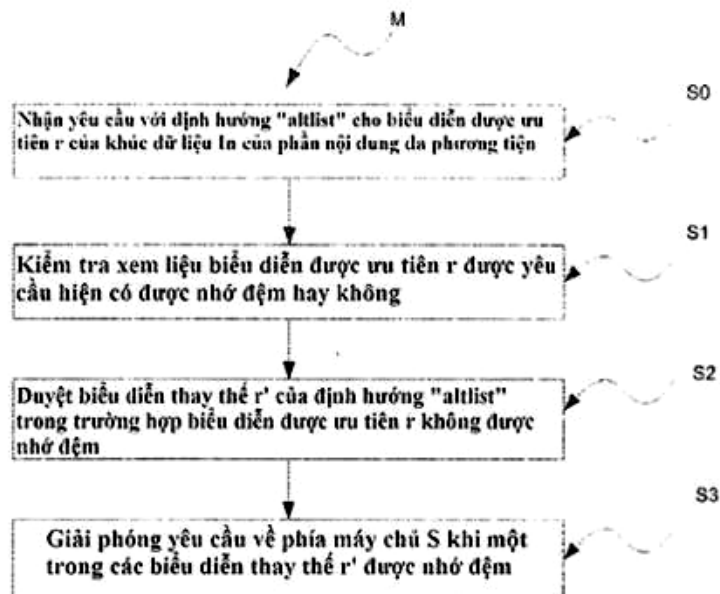 M
S0
Nhận yêu cầu với định hướng "altlist" cho biểu diễn được ưu
tiên r của khúc dữ liệu In của phần nội dung đa phương tiện
S1
Kiểm tra xem liệu biểu diễn được ưu tiên r được yêu
cầu hiện có được nhớ đệm hay không
S2
Duyệt biểu diễn thay thế r' của định hướng "altlist"
trong trường hợp biểu diễn được ưu tiên r không được
nhớ đệm
S3
Giải phóng yêu cầu về phía máy chủ S khi một
trong các biểu diễn thay thế r' được nhớ đệm